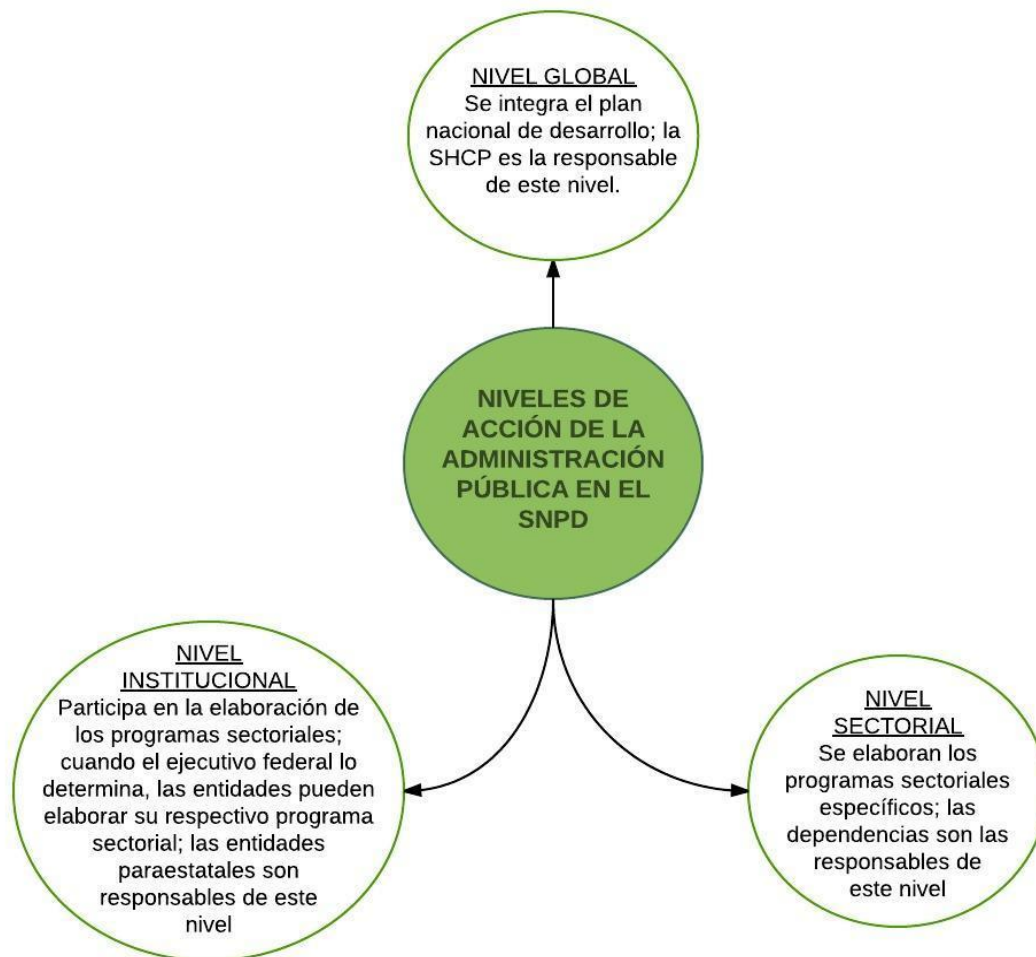 NIVEL GLOBAL
Se integra el plan
nacional de desarrollo; la
SHCP es la responsable
de este nivel.
NIVELES DE
ACCIÓN DE LA
ADMINISTRACIÓN
PÚBLICA EN EL
SNPD
NIVEL
INSTITUCIONAL
Participa en la elaboración de
los programas sectoriales;
cuando el ejecutivo federal lo
determina, las entidades pueden
elaborar su respectivo programa
sectorial; las entidades
paraestatales son
responsables de este
nivel
NIVEL
SECTORIAL
Se elaboran los
programas sectoriales
específicos; las
dependencias son las
responsables de
este nivel